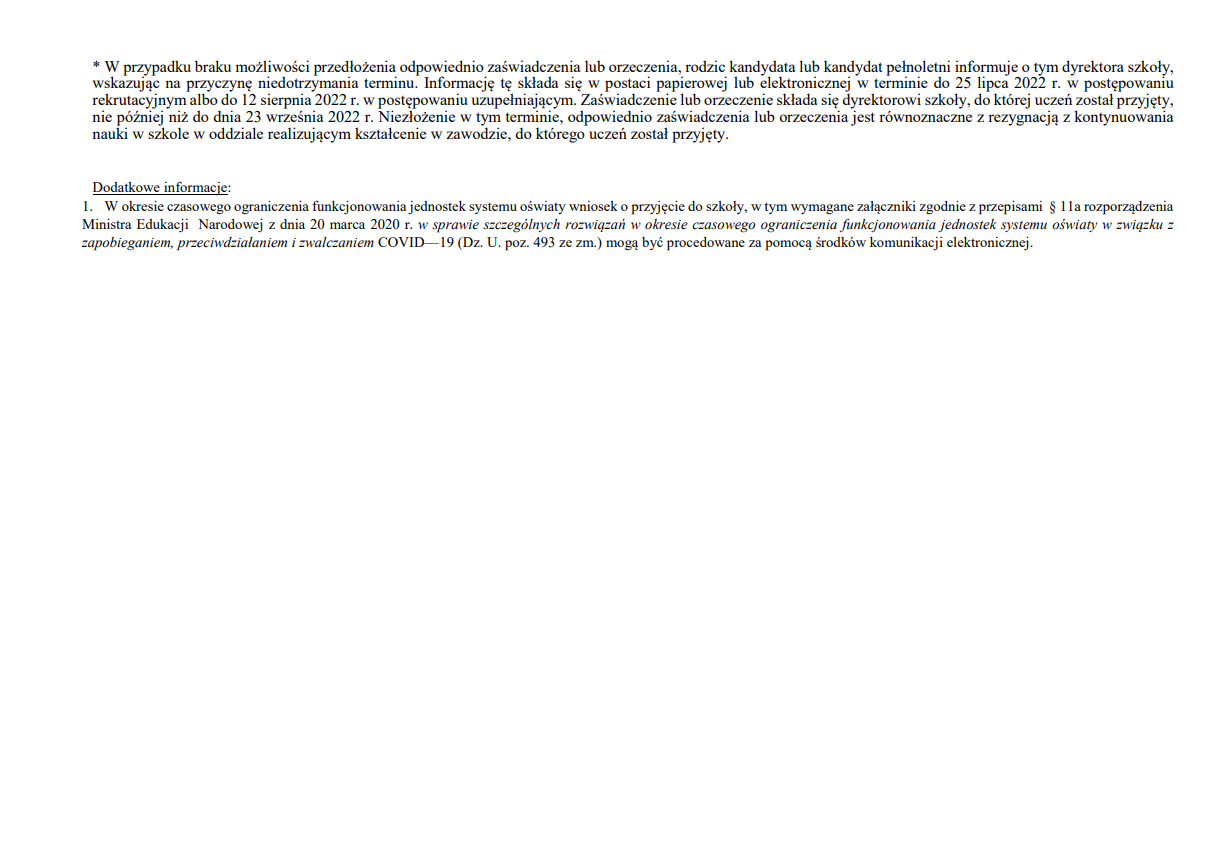 * W przypadku braku możliwości przedłożenia odpowiednio zaświadczenia lub orzeczenia, rodzic kandydata lub kandydat pełnoletni informuje o tym dyrektora szkoły,
wskazując na przyczynę niedotrzymania terminu. Informację tę składa się w postaci papierowej lub elektronicznej w terminie do 25 lipca 2022 r. w postępowaniu
rekrutacyjnym albo do 12 sierpnia 2022 r. w postępowaniu uzupełniającym. Zaświadczenie lub orzeczenie składa się dyrektorowi szkoły, do której uczeń został przyjęty,
nie później niż do dnia 23 września 2022 r. Niezłożenie w tym terminie, odpowiednio zaświadczenia lub orzeczenia jest równoznaczne z rezygnacją z kontynuowania
nauki w szkole w oddziale realizującym kształcenie w zawodzie, do którego uczeń został przyjęty.
Dodatkowe informacje:
1. W okresie czasowego ograniczenia funkcjonowania jednostek systemu oświaty wniosek o przyjęcie do szkoły, w tym wymagane załączniki zgodnie z przepisami § 11a rozporządzenia
Ministra Edukacji Narodowej z dnia 20 marca 2020 r. w sprawie szczególnych rozwiązań w okresie czasowego ograniczenia funkcjonowania jednostek systemu oświaty w związku z
zapobieganiem, przeciwdziałaniem i zwalczaniem COVID—19 (Dz. U. poz. 493 ze zm.) mogą być procedowane za pomocą środków komunikacji elektronicznej.